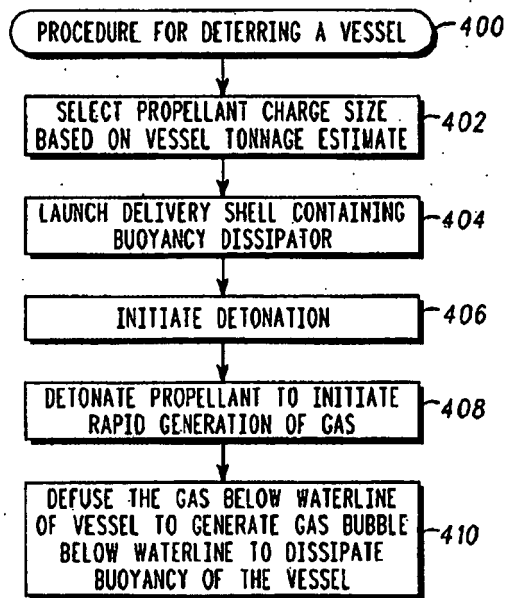 PROCEDURE FOR DETERRING A VESSEL
400
SELECT PROPELLANT CHARGE SIZE
BASED ON VESSEL TONNAGE ESTIMATE
402
LAUNCH DELIVERY SHELL CONTAINING
BUOYANCY DISSIPATOR
404
INITIATE DETONATION
406
DETONATE PROPELLANT TO INITIATE
RAPID GENERATION OF GAS
408
DEFUSE THE GAS BELOW WATERLINE
OF VESSEL TO GENERATE GAS BUBBLE
BELOW WATERLINE TO DISSIPATE
BUOYANCY OF THE VESSEL
410